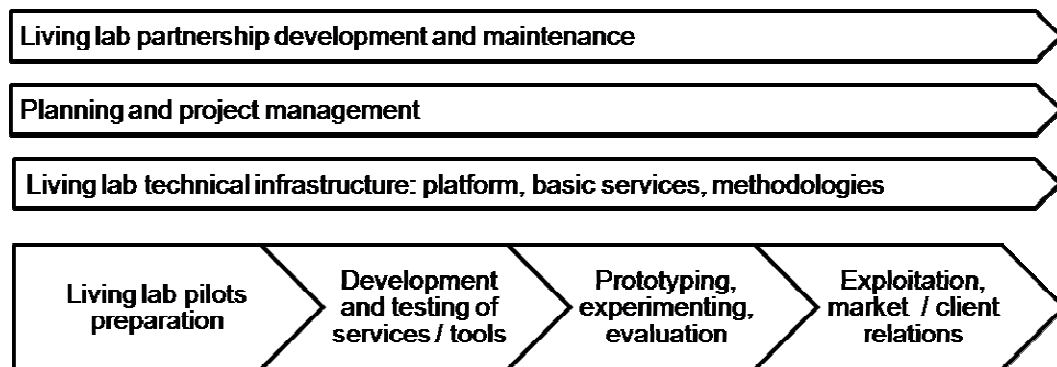 Living lab partnership development and maintenance
Planning and project management
Living lab technical infrastructure: platform, basic services, methodologies
Living lab pilots
preparation
Development
and testing of
services / tools
Prototyping,
experimenting,
evaluation
Exploitation,
market / client
relations